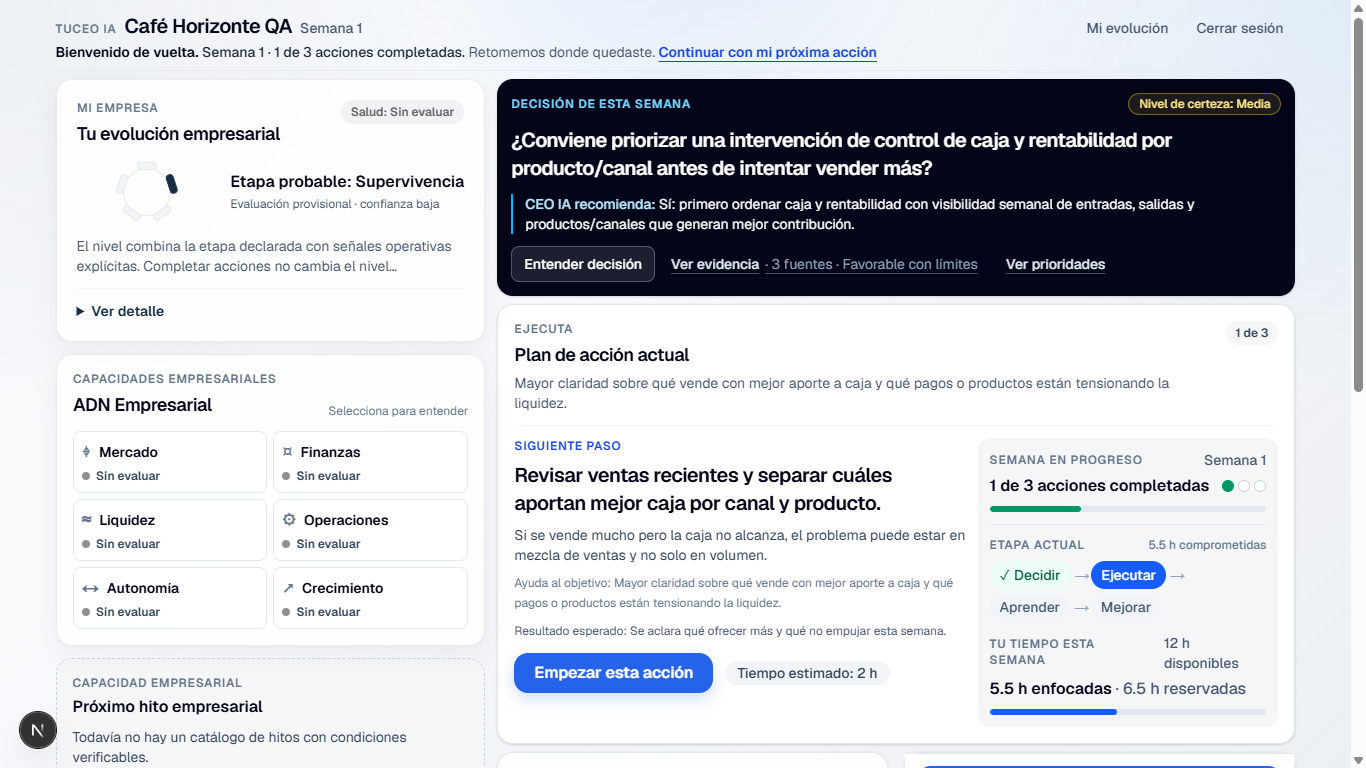 TUCEO IA Café Horizonte QA Semana 1
Mi evolución Cerrar sesión
Bienvenido de vuelta. Semana 1 · 1 de 3 acciones completadas. Retomemos donde quedaste. Continuar con mi próxima acción
MI EMPRESA
Salud: Sin evaluar
Tu evolución empresarial
Etapa probable: Supervivencia
Evaluación provisional · confianza baja
El nivel combina la etapa declarada con señales operativas
explícitas. Completar acciones no cambia el nivel…
▶ Ver detalle
CAPACIDADES EMPRESARIALES
ADN Empresarial
Selecciona para entender
Mercado
Sin evaluar
Finanzas
Sin evaluar
Liquidez
Sin evaluar
Operaciones
Sin evaluar
Autonomía
Sin evaluar
Crecimiento
Sin evaluar
CAPACIDAD EMPRESARIAL
Próximo hito empresarial
Todavía no hay un catálogo de hitos con condiciones
verificables.
N
DECISIÓN DE ESTA SEMANA
Nivel de certeza: Media
¿Conviene priorizar una intervención de control de caja y rentabilidad por
producto/canal antes de intentar vender más?
CEO IA recomienda: Sí: primero ordenar caja y rentabilidad con visibilidad semanal de entradas, salidas y
productos/canales que generan mejor contribución.
Entender decisión
Ver evidencia · 3 fuentes · Favorable con límites
Ver prioridades
EJECUTA
1 de 3
Plan de acción actual
Mayor claridad sobre qué vende con mejor aporte a caja y qué pagos o productos están tensionando la
liquidez.
SIGUIENTE PASO
Revisar ventas recientes y separar cuáles
aportan mejor caja por canal y producto.
Si se vende mucho pero la caja no alcanza, el problema puede estar en
mezcla de ventas y no solo en volumen.
Ayuda al objetivo: Mayor claridad sobre qué vende con mejor aporte a caja y qué
pagos o productos están tensionando la liquidez.
Resultado esperado: Se aclara qué ofrecer más y qué no empujar esta semana.
Empezar esta acción
Tiempo estimado: 2 h
SEMANA EN PROGRESO
Semana 1
1 de 3 acciones completadas
ETAPA ACTUAL
5.5 h comprometidas
✓ Decidir → Ejecutar →
Aprender → Mejorar
TU TIEMPO ESTA
SEMANA
12 h
disponibles
5.5 h enfocadas · 6.5 h reservadas